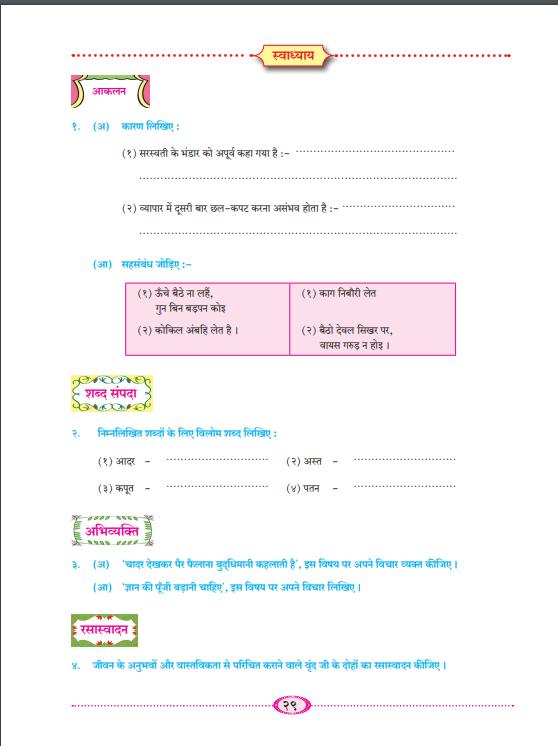 स्वाध्याय
आकलन
१. (अ) कारण लिखिए :
(१) सरस्वती के भंडार को अपूर्व कहा गया है :– ................................................
................................................................................................
(२) व्यापार में दूसरी बार छल-कपट करना असंभव होता है :– ..................................
................................................................................................
(आ) सहसंबंध जोड़िए :–
(१) ऊँचे बैठे ना लहैं,
गुन बिन बड़पन कोइ
(१) काग निबौरी लेत
(२) कोकिल अंबहि लेत है ।
(२) बैठो देवल सिखर पर,
वायस गरुड़ न होइ ।
शब्द संपदा
२. निम्नलिखित शब्दों के लिए विलोम शब्द लिखिए :
(१) आदर – .............................. (२) अस्त – ..............................
(३) कपूत – .............................. (४) पतन – ..............................
अभिव्यक्ति
३. (अ) 'चादर देखकर पैर फैलाना बुद्धिमानी कहलाती है', इस विषय पर अपने विचार व्यक्त कीजिए ।
(आ) 'ज्ञान की पूँजी बढ़ानी चाहिए', इस विषय पर अपने विचार लिखिए ।
रसास्वादन
४. जीवन के अनुभवों और वास्तविकता से परिचित कराने वाले वृंद जी के दोहों का रसास्वादन कीजिए ।
२९